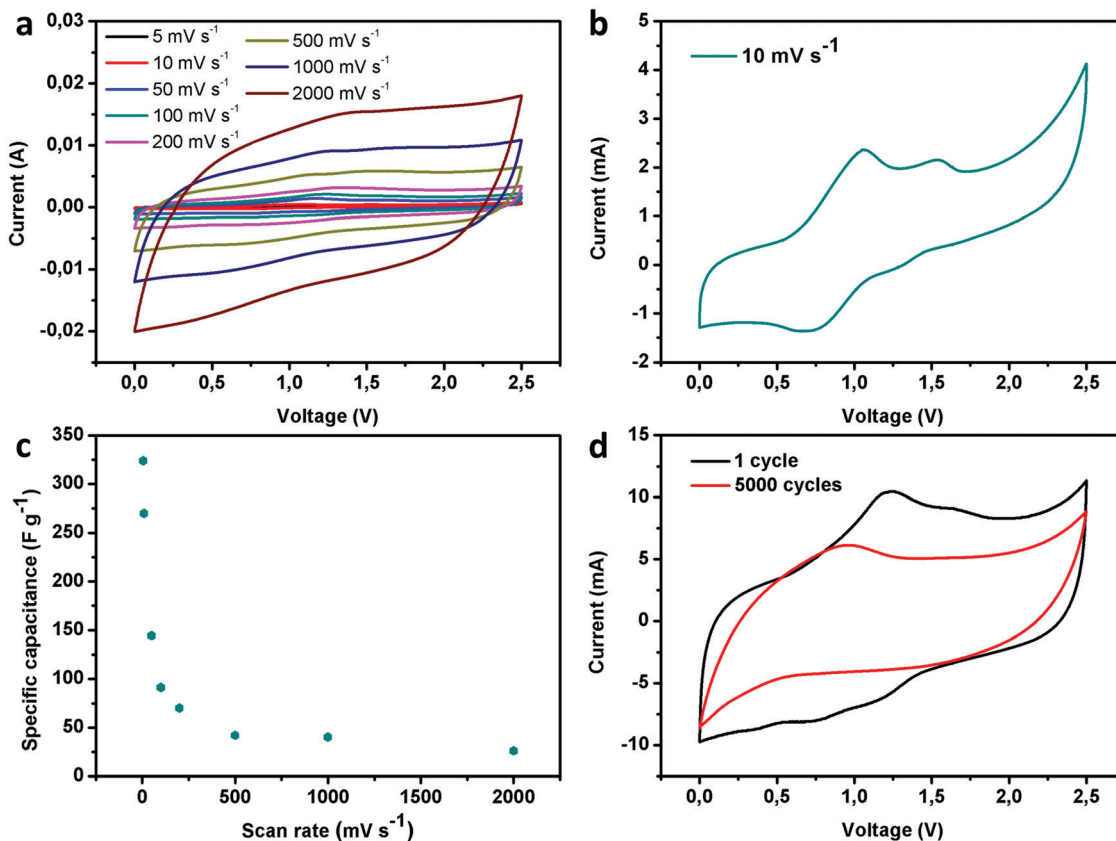 a
5 mV s⁻¹
10 mV s⁻¹
50 mV s⁻¹
100 mV s⁻¹
200 mV s⁻¹
500 mV s⁻¹
1000 mV s⁻¹
2000 mV s⁻¹
0,03
0,02
0,01
0,00
-0,01
-0,02
Current (A)
0,0 0,5 1,0 1,5 2,0 2,5
Voltage (V)
b
10 mV s⁻¹
5
4
3
2
1
0
-1
-2
Current (mA)
0,0 0,5 1,0 1,5 2,0 2,5
Voltage (V)
c
350
300
250
200
150
100
50
0
Specific capacitance (F g⁻¹)
0 500 1000 1500 2000
Scan rate (mV s⁻¹)
d
1 cycle
5000 cycles
15
10
5
0
-5
-10
Current (mA)
0,0 0,5 1,0 1,5 2,0 2,5
Voltage (V)